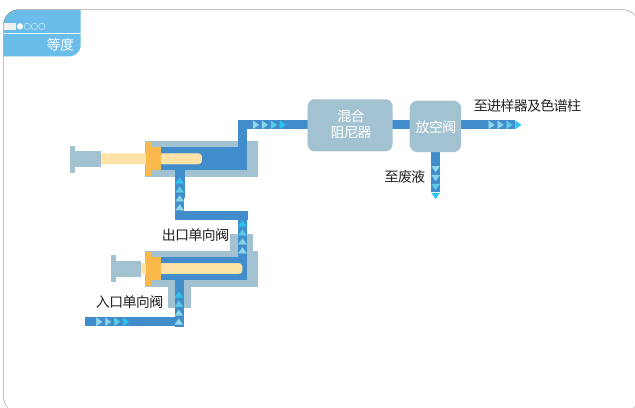 等度
至进样器及色谱柱
混合
阻尼器
放空阀
至废液
出口单向阀
入口单向阀